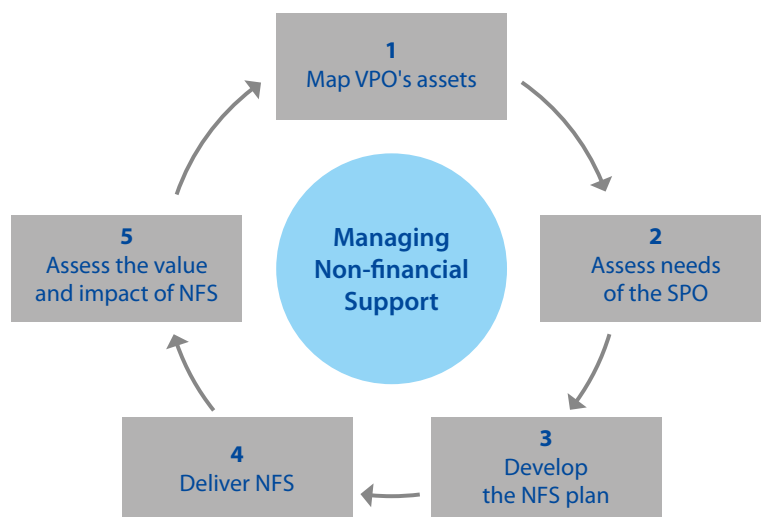 1
Map VPO's assets
2
Assess needs
of the SPO
3
Develop
the NFS plan
4
Deliver NFS
5
Assess the value
and impact of NFS
Managing
Non-financial
Support